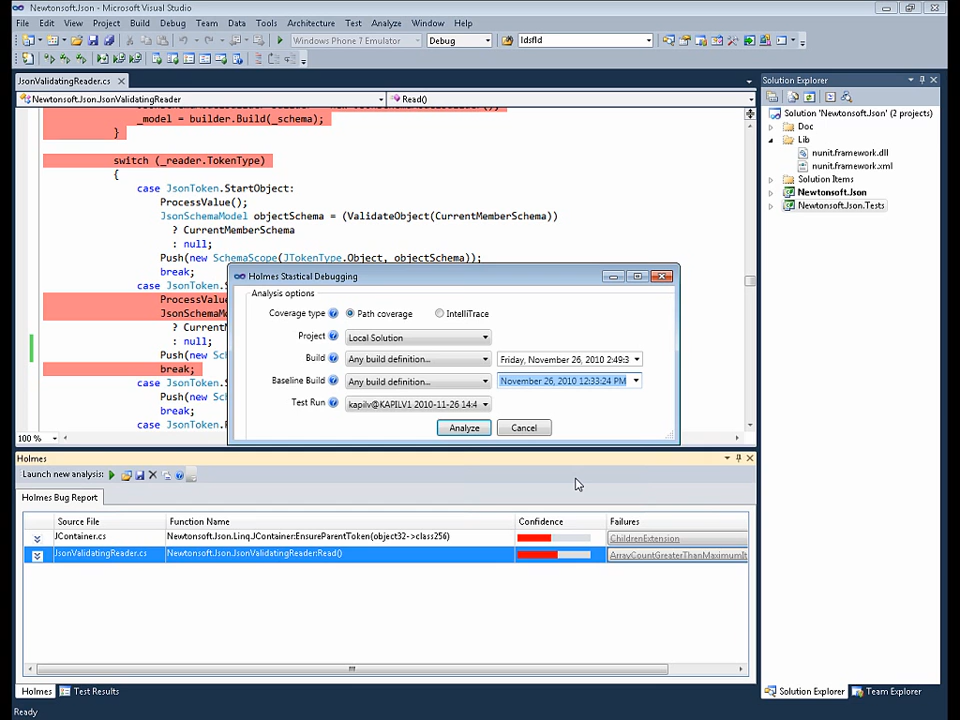 Newtonsoft.Json - Microsoft Visual Studio
File Edit View Project Build Debug Team Data Tools Architecture Test Analyze Window Help
Windows Phone 7 Emulator Debug ldsfld
JsonValidatingReader.cs
Newtonsoft.Json.JsonValidatingReader Read()
_model = builder.Build(_schema);
}
switch (_reader.TokenType)
{
case JsonToken.StartObject:
ProcessValue();
JsonSchemaModel objectSchema = (ValidateObject(CurrentMemberSchema))
? CurrentMemberSchema
: null;
Push(new SchemaScope(JTokenType.Object, objectSchema));
break;
case JsonToken.S
ProcessValue
JsonSchemaM
? Current
: null;
Push(new Sc
break;
case JsonToken.
Push(new Sc
break;
case JsonToken.
100 %
Holmes Stastical Debugging
Analysis options
Coverage type Path coverage IntelliTrace
Project Local Solution
Build Any build definition... Friday, November 26, 2010 2:49:3
Baseline Build Any build definition... November 26, 2010 12:33:24 PM
Test Run kapilv@KAPILV1 2010-11-26 14:4
Analyze Cancel
Holmes
Launch new analysis:
Holmes Bug Report
Source File Function Name Confidence Failures
JContainer.cs Newtonsoft.Json.Linq.JContainer:EnsureParentToken(object32->class256) ChildrenExtension
JsonValidatingReader.cs Newtonsoft.Json.JsonValidatingReader:Read() ArrayCountGreaterThanMaximumIt
Holmes Test Results
Ready
Solution Explorer
Solution 'Newtonsoft.Json' (2 projects)
Doc
Lib
nunit.framework.dll
nunit.framework.xml
Solution Items
Newtonsoft.Json
Newtonsoft.Json.Tests
Solution Explorer Team Explorer